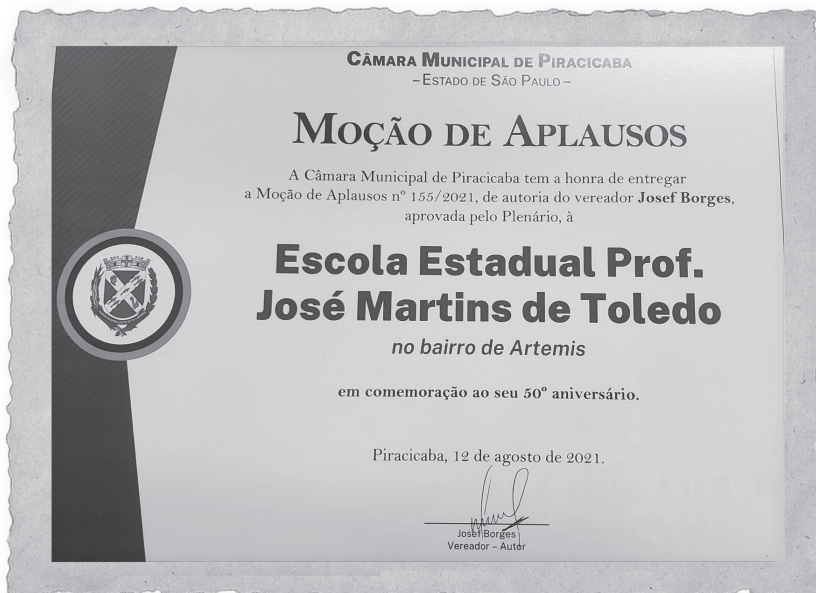 CÂMARA MUNICIPAL DE PIRACICABA
– ESTADO DE SÃO PAULO –
MOÇÃO DE APLAUSOS
A Câmara Municipal de Piracicaba tem a honra de entregar
a Moção de Aplausos nº 155/2021, de autoria do vereador Josef Borges,
aprovada pelo Plenário, à
Escola Estadual Prof.
José Martins de Toledo
no bairro de Artemis
em comemoração ao seu 50º aniversário.
Piracicaba, 12 de agosto de 2021.
Josef Borges
Vereador – Autor